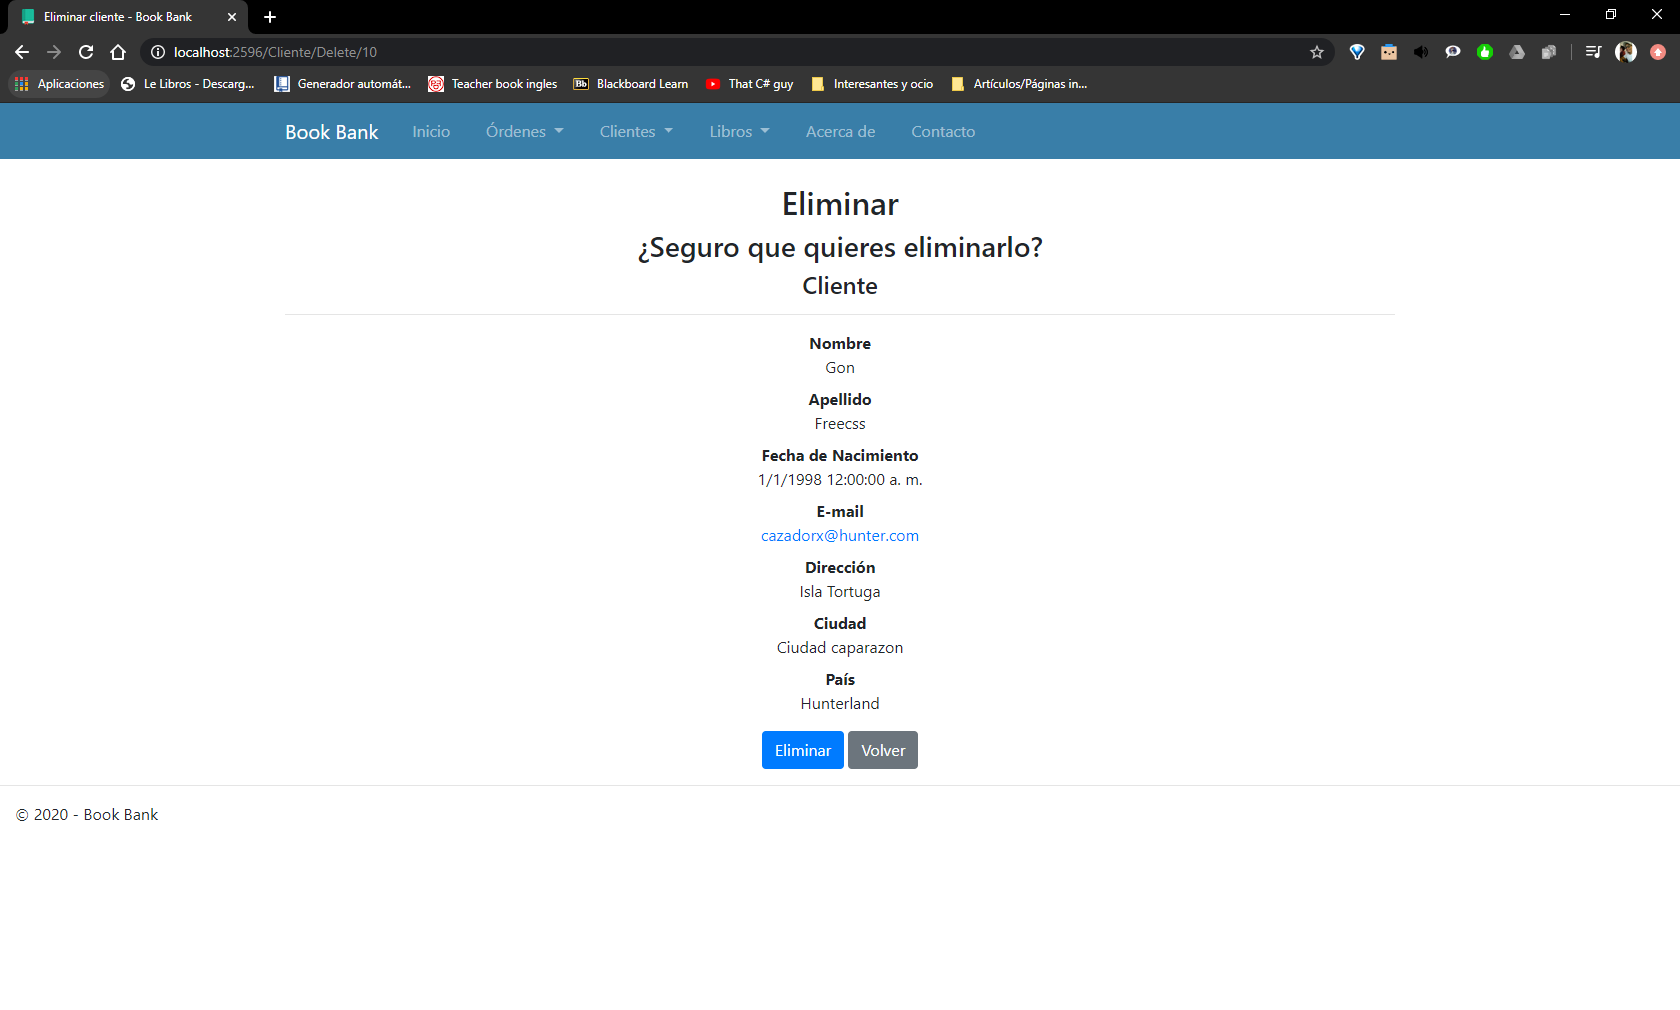 Eliminar cliente - Book Bank
localhost:2596/Cliente/Delete/10
Aplicaciones Le Libros - Descarg... Generador automát... Teacher book ingles Bb Blackboard Learn That C# guy Interesantes y ocio Artículos/Páginas in...
Book Bank Inicio Órdenes Clientes Libros Acerca de Contacto
Eliminar
¿Seguro que quieres eliminarlo?
Cliente
Nombre
Gon
Apellido
Freecss
Fecha de Nacimiento
1/1/1998 12:00:00 a. m.
E-mail
cazadorx@hunter.com
Dirección
Isla Tortuga
Ciudad
Ciudad caparazon
País
Hunterland
Eliminar Volver
© 2020 - Book Bank